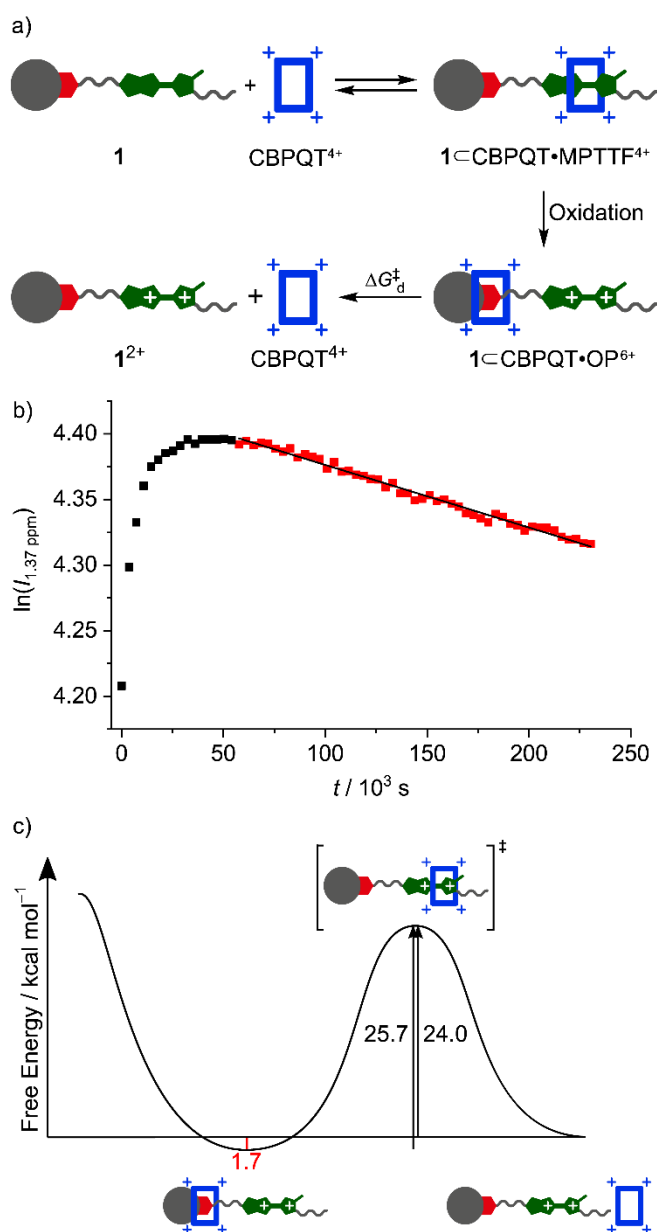 a)
+
1
CBPQT⁴⁺
1⊂CBPQT•MPTTF⁴⁺
Oxidation
+
ΔG‡d
1²⁺
CBPQT⁴⁺
1⊂CBPQT•OP⁶⁺
b)
ln(I1.37 ppm)
4.40
4.35
4.30
4.25
4.20
0 50 100 150 200 250
t / 10³ s
c)
‡
Free Energy / kcal mol⁻¹
25.7 24.0
1.7